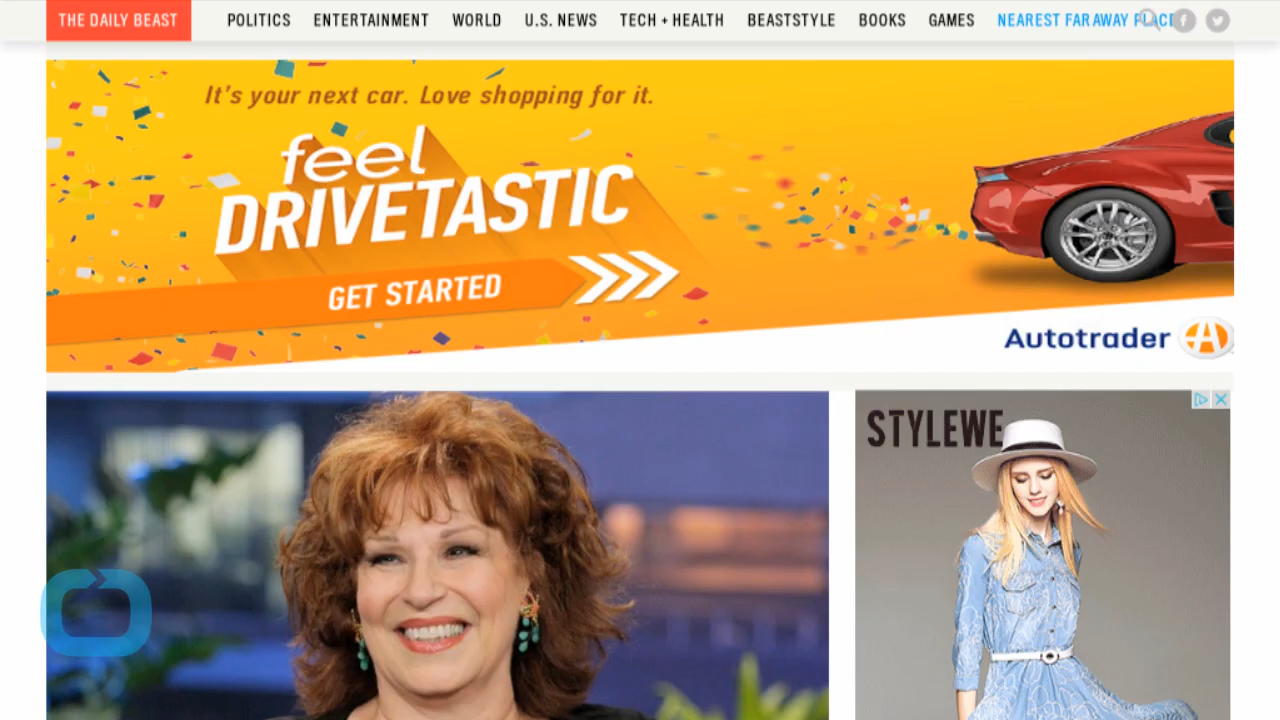 THE DAILY BEAST POLITICS ENTERTAINMENT WORLD U.S. NEWS TECH + HEALTH BEASTSTYLE BOOKS GAMES NEAREST FARAWAY PLACE
It's your next car. Love shopping for it.
feel
DRIVETASTIC
GET STARTED
Autotrader
STYLEWE